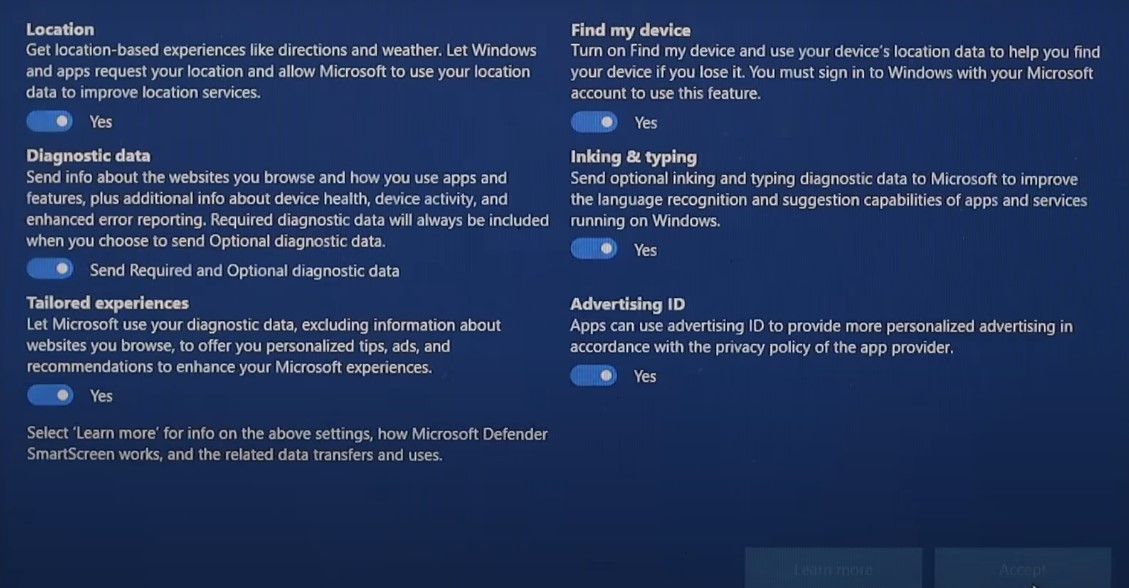 Location
Get location-based experiences like directions and weather. Let Windows
and apps request your location and allow Microsoft to use your location
data to improve location services.
Yes
Diagnostic data
Send info about the websites you browse and how you use apps and
features, plus additional info about device health, device activity, and
enhanced error reporting. Required diagnostic data will always be included
when you choose to send Optional diagnostic data.
Send Required and Optional diagnostic data
Tailored experiences
Let Microsoft use your diagnostic data, excluding information about
websites you browse, to offer you personalized tips, ads, and
recommendations to enhance your Microsoft experiences.
Yes
Select ‘Learn more’ for info on the above settings, how Microsoft Defender
SmartScreen works, and the related data transfers and uses.
Find my device
Turn on Find my device and use your device’s location data to help you find
your device if you lose it. You must sign in to Windows with your Microsoft
account to use this feature.
Yes
Inking & typing
Send optional inking and typing diagnostic data to Microsoft to improve
the language recognition and suggestion capabilities of apps and services
running on Windows.
Yes
Advertising ID
Apps can use advertising ID to provide more personalized advertising in
accordance with the privacy policy of the app provider.
Yes
Learn more
Accept